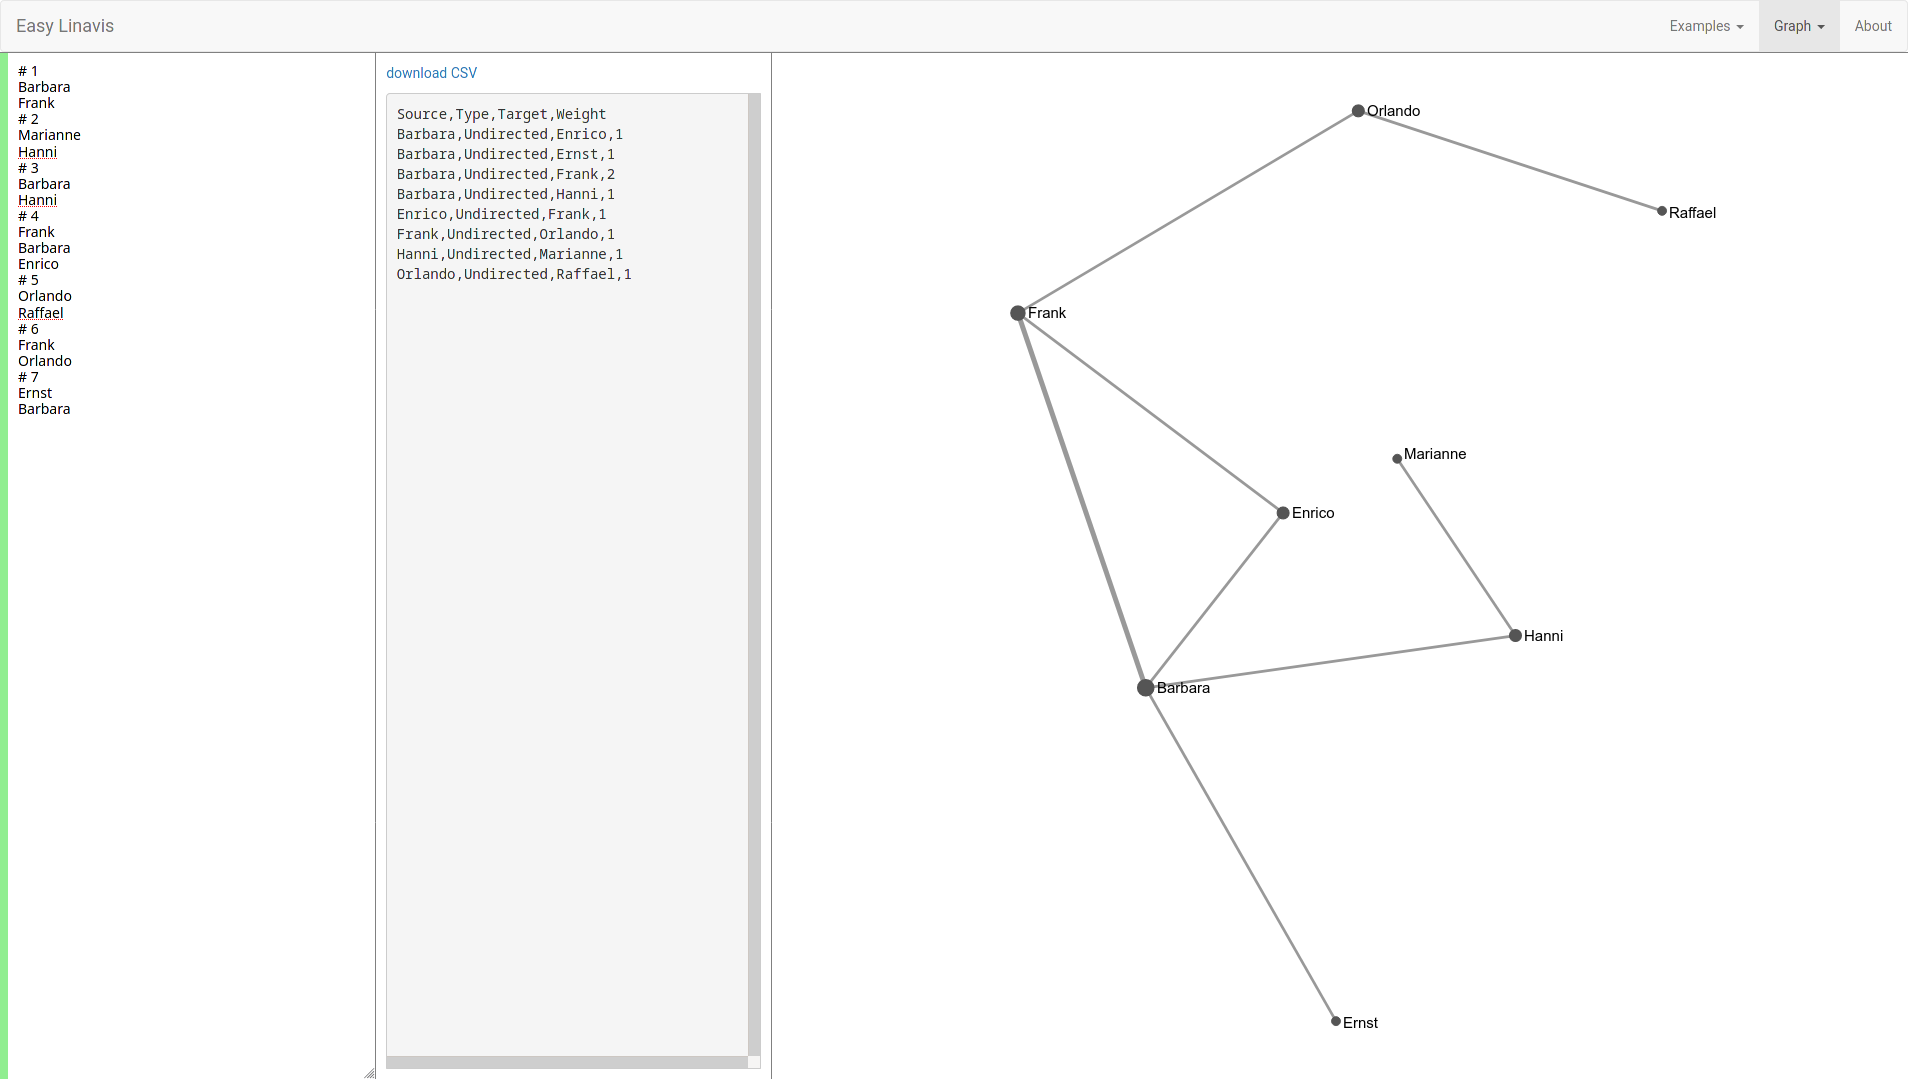 Easy Linavis
Examples
Graph
About
# 1
Barbara
Frank
# 2
Marianne
Hanni
# 3
Barbara
Hanni
# 4
Frank
Barbara
Enrico
# 5
Orlando
Raffael
# 6
Frank
Orlando
# 7
Ernst
Barbara
download CSV
Source,Type,Target,Weight
Barbara,Undirected,Enrico,1
Barbara,Undirected,Ernst,1
Barbara,Undirected,Frank,2
Barbara,Undirected,Hanni,1
Enrico,Undirected,Frank,1
Frank,Undirected,Orlando,1
Hanni,Undirected,Marianne,1
Orlando,Undirected,Raffael,1
Orlando
Raffael
Frank
Marianne
Enrico
Hanni
Barbara
Ernst